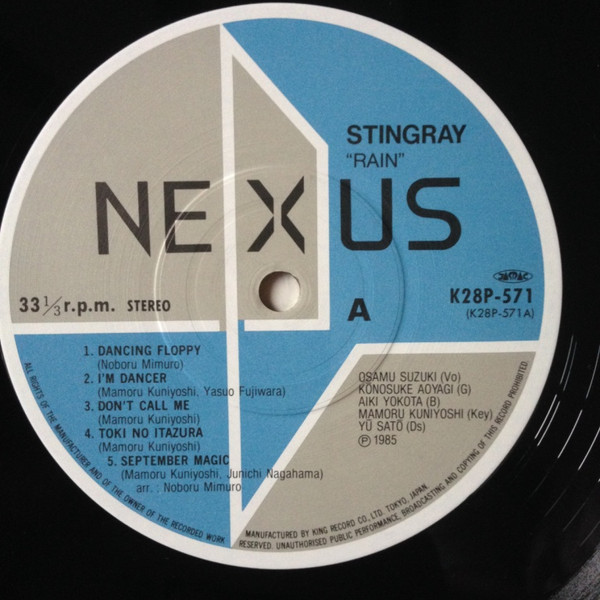 STINGRAY
"RAIN"
NEXUS
33 1/3 r.p.m. STEREO
A
JASRAC
K28P-571
(K28P-571A)
1. DANCING FLOPPY
(Noboru Mimuro)
2. I'M DANCER
(Mamoru Kuniyoshi, Yasuo Fujiwara)
3. DON'T CALL ME
(Mamoru Kuniyoshi)
4. TOKI NO ITAZURA
(Mamoru Kuniyoshi)
5. SEPTEMBER MAGIC
(Mamoru Kuniyoshi, Junichi Nagahama)
arr. : Noboru Mimuro
OSAMU SUZUKI (Vo)
KŌNOSUKE AOYAGI (G)
AIKI YOKOTA (B)
MAMORU KUNIYOSHI (Key)
YŪ SATŌ (Ds)
Ⓟ 1985
ALL RIGHTS OF THE MANUFACTURER AND OF THE OWNER OF THE RECORDED WORK
RESERVED. UNAUTHORISED PUBLIC PERFORMANCE, BROADCASTING AND COPYING OF THIS RECORD PROHIBITED.
MANUFACTURED BY KING RECORD CO., LTD. TOKYO, JAPAN.